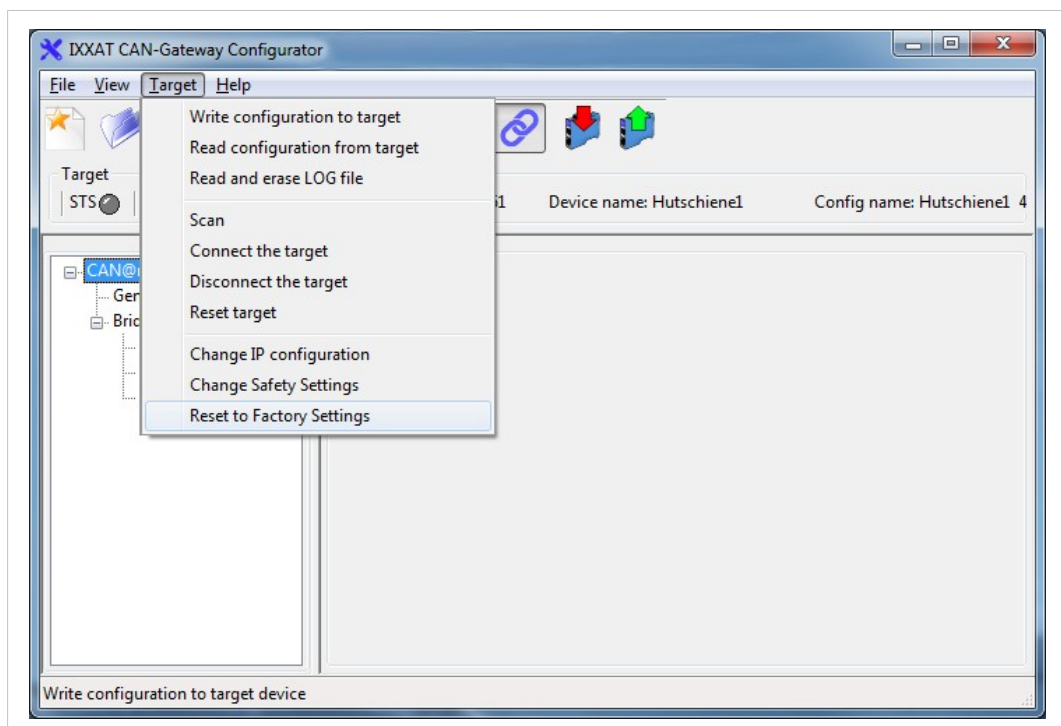 IXXAT CAN-Gateway Configurator
File View Target Help
Write configuration to target
Read configuration from target
Read and erase LOG file
Scan
Connect the target
Disconnect the target
Reset target
Change IP configuration
Change Safety Settings
Reset to Factory Settings
Target
STS Device name: Hutschiene1 Config name: Hutschiene1 4
Write configuration to target device